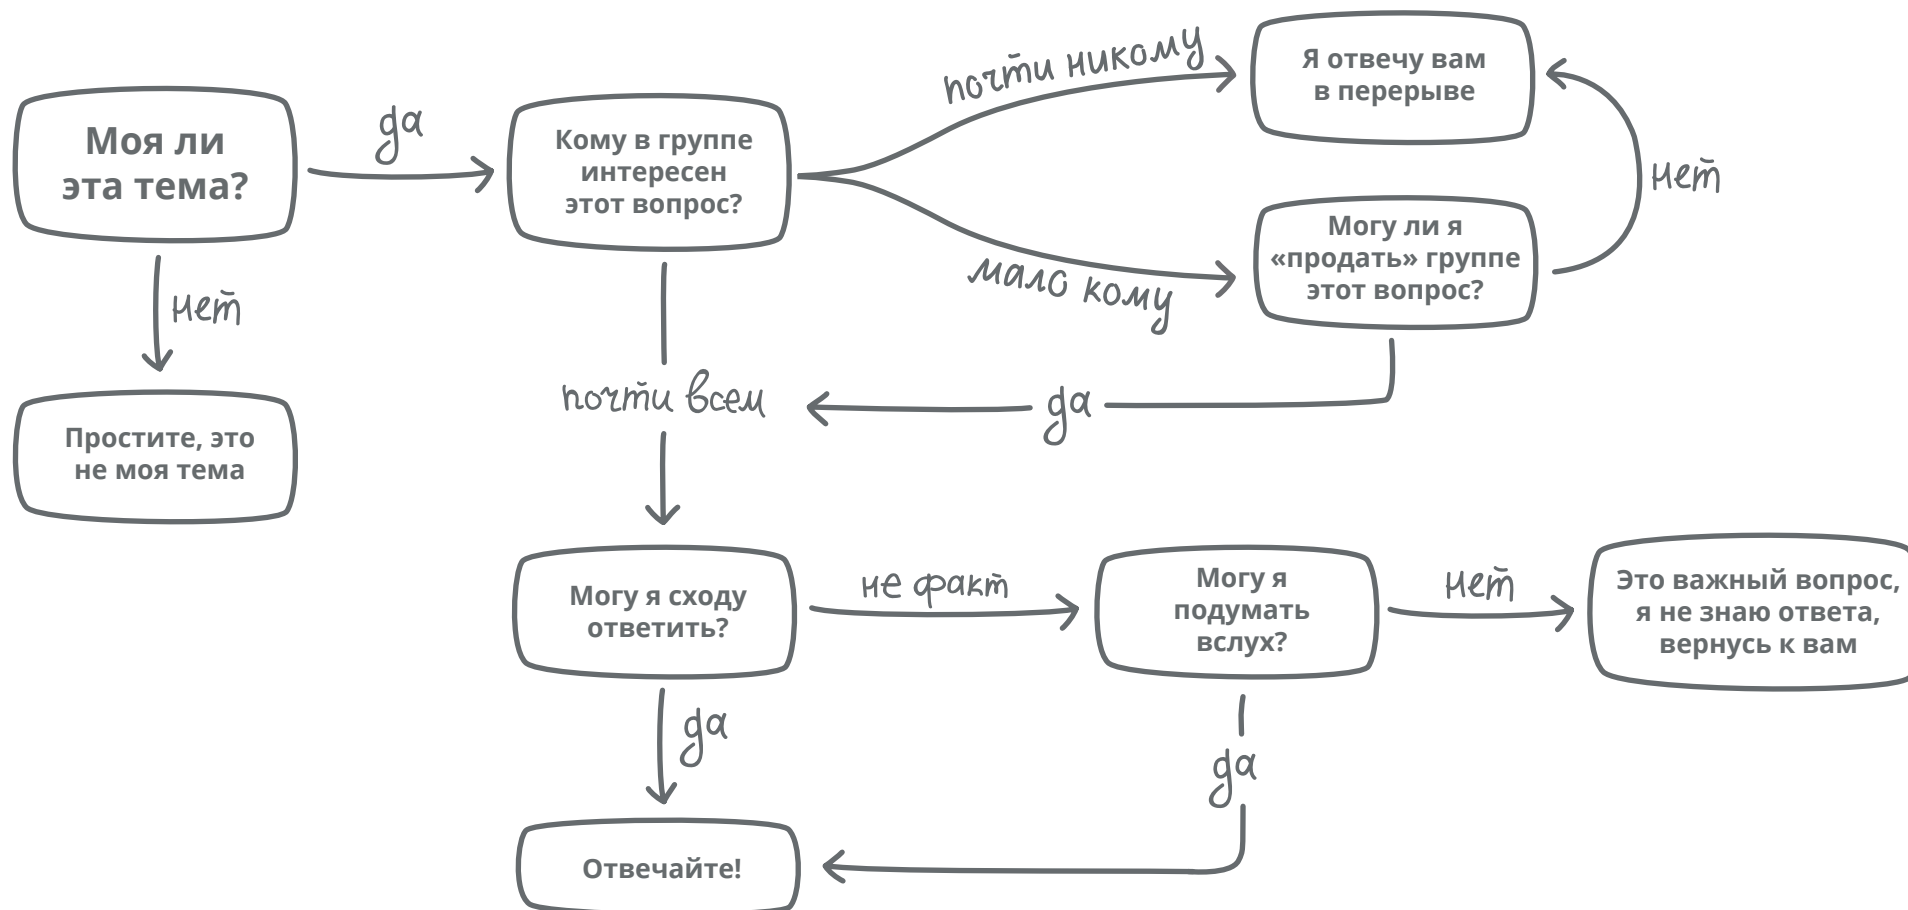 Моя ли
эта тема?
да
Кому в группе
интересен
этот вопрос?
почти никому
Я отвечу вам
в перерыве
нет
мало кому
Могу ли я
«продать» группе
этот вопрос?
нет
Простите, это
не моя тема
почти всем
да
Могу я сходу
ответить?
не факт
Могу я
подумать
вслух?
нет
Это важный вопрос,
я не знаю ответа,
вернусь к вам
да
да
Отвечайте!